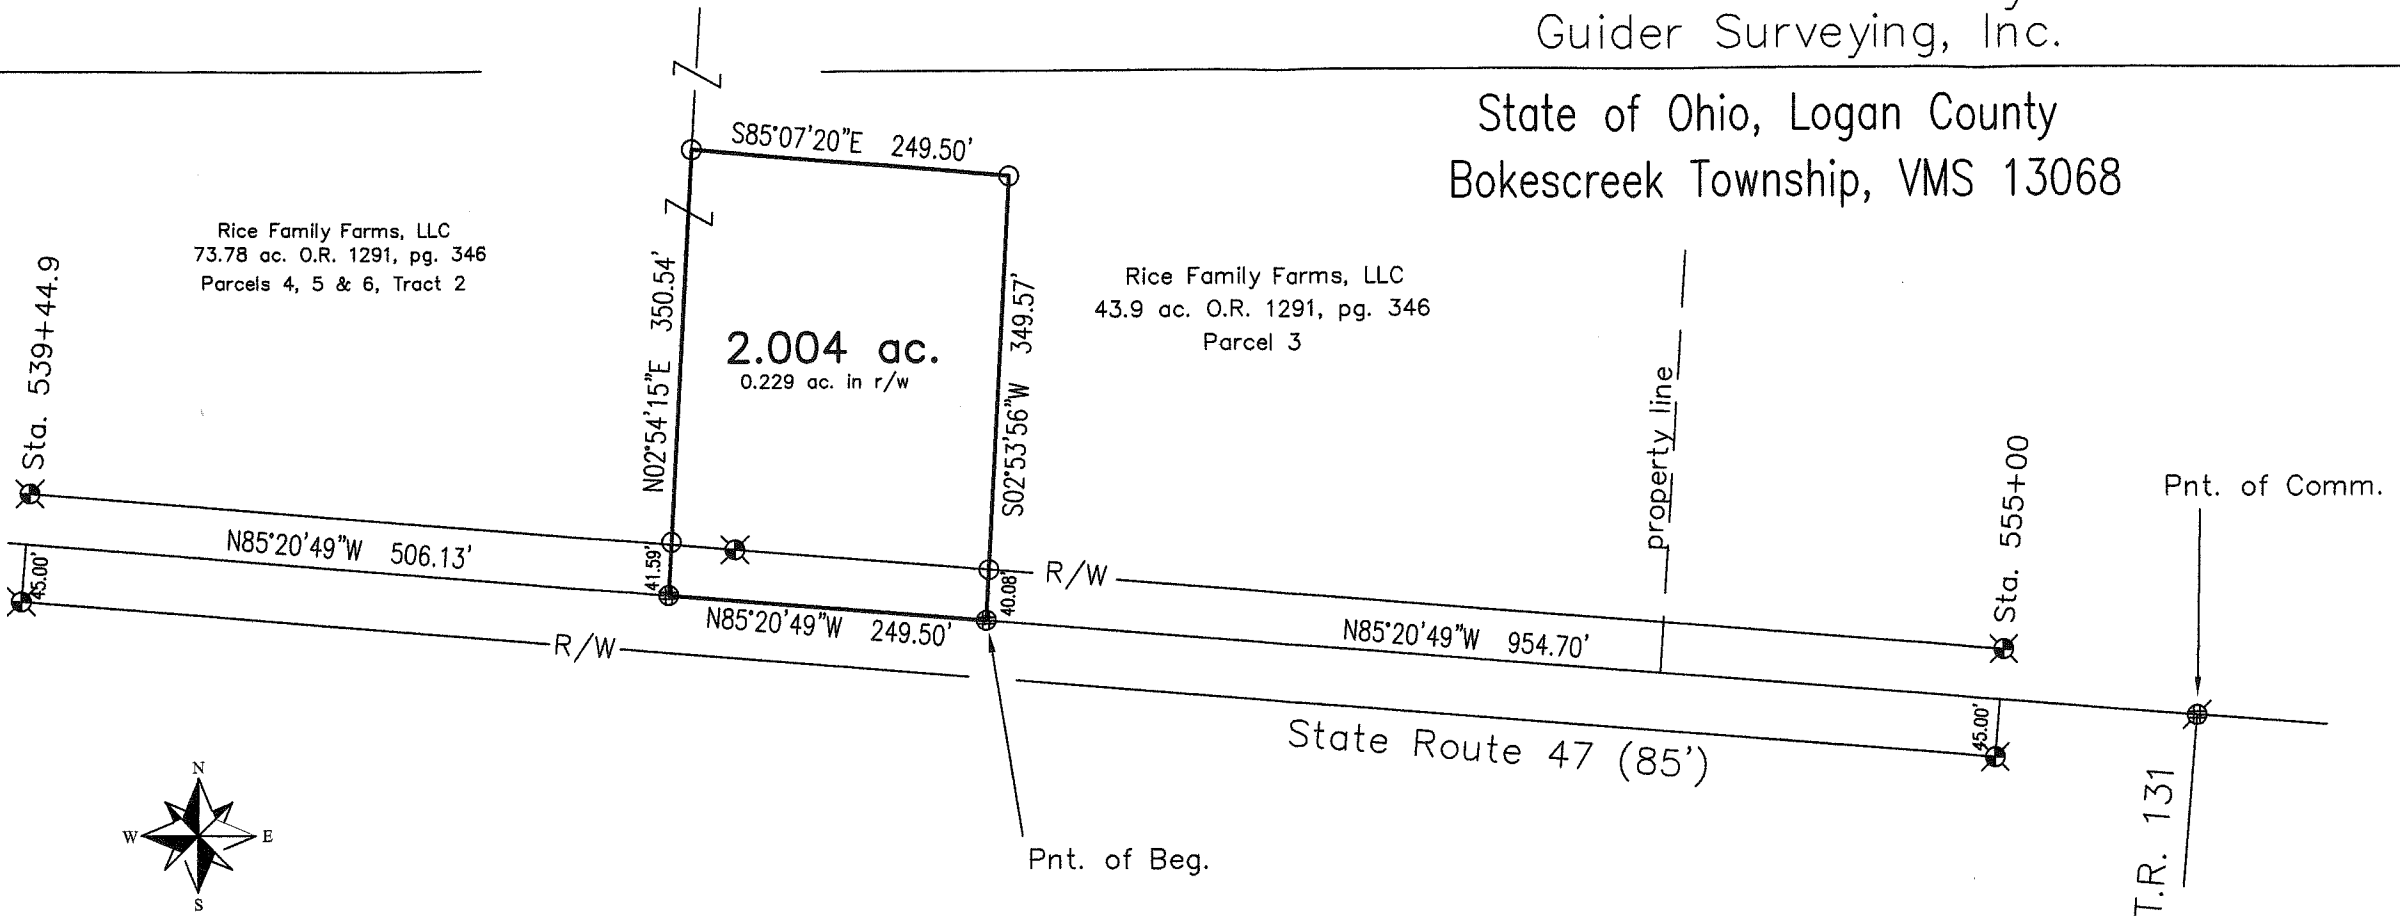 Guider Surveying, Inc.
State of Ohio, Logan County
Bokescreek Township, VMS 13068
S85°07'20"E 249.50'
Rice Family Farms, LLC
73.78 ac. O.R. 1291, pg. 346
Parcels 4, 5 & 6, Tract 2
Sta. 539+44.9
N02°54'15"E 350.54'
2.004 ac.
0.229 ac. in r/w
S02°53'56"W 349.57'
Rice Family Farms, LLC
43.9 ac. O.R. 1291, pg. 346
Parcel 3
property line
Sta. 555+00
Pnt. of Comm.
N85°20'49"W 506.13'
45.00'
41.59'
40.08'
R/W
N85°20'49"W 249.50'
R/W
N85°20'49"W 954.70'
45.00'
State Route 47 (85')
T.R. 131
Pnt. of Beg.
N
W E
S